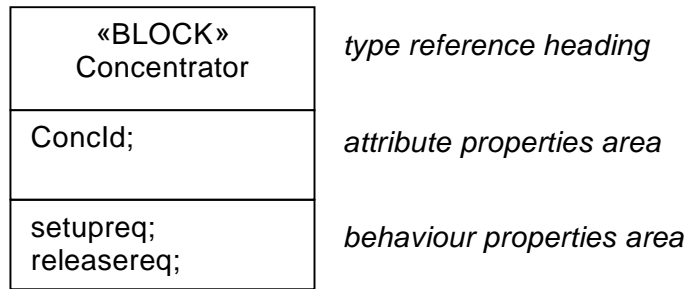 «BLOCK»
Concentrator
type reference heading
ConcId;
attribute properties area
setupreq;
releasereq;
behaviour properties area